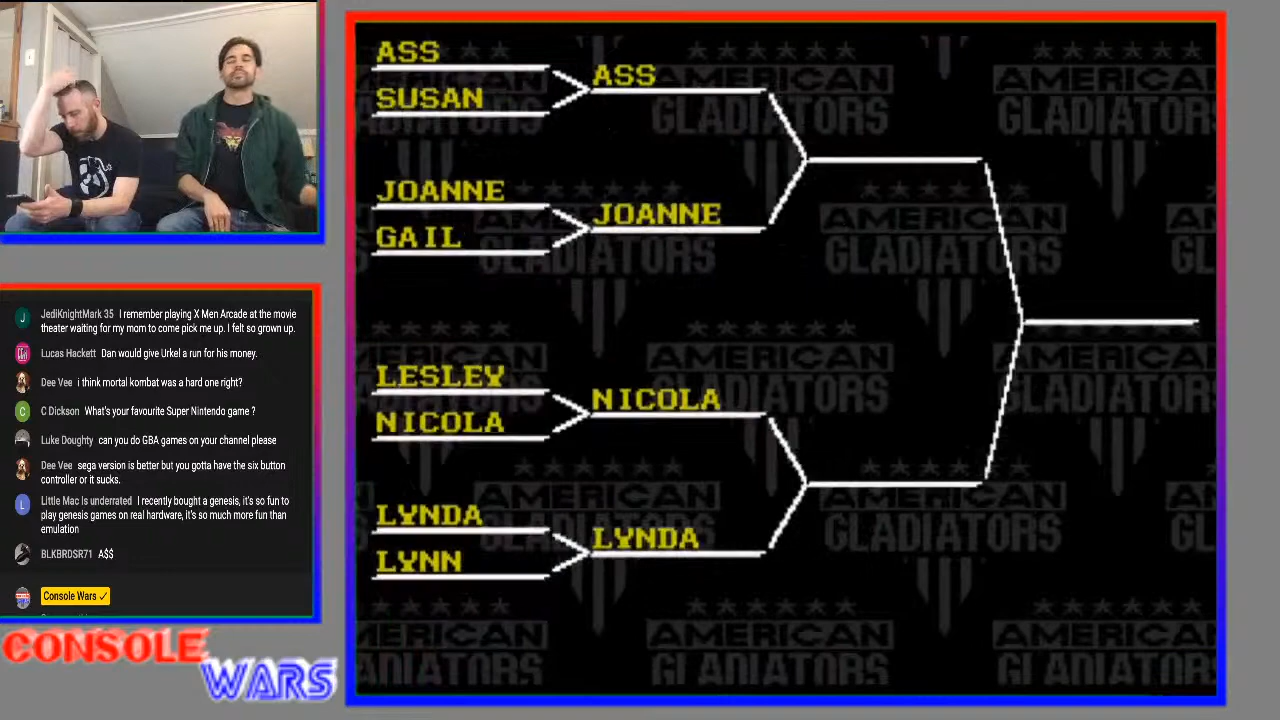 ASS
SUSAN
ASS
JOANNE
GAIL
JOANNE
LESLEY
NICOLA
NICOLA
LYNDA
LYNN
LYNDA
AMERICAN
GLADIATORS
JediKnightMark 35 I remember playing X Men Arcade at the movie
theater waiting for my mom to come pick me up. I felt so grown up.
Lucas Hackett Dan would give Urkel a run for his money.
Dee Vee i think mortal kombat was a hard one right?
C Dickson What's your favourite Super Nintendo game ?
Luke Doughty can you do GBA games on your channel please
Dee Vee sega version is better but you gotta have the six button
controller or it sucks.
Little Mac is underrated I recently bought a genesis, it's so fun to
play genesis games on real hardware, it's so much more fun than
emulation
BLKBRDSR71 A$$
Console Wars ✓
CONSOLE
WARS